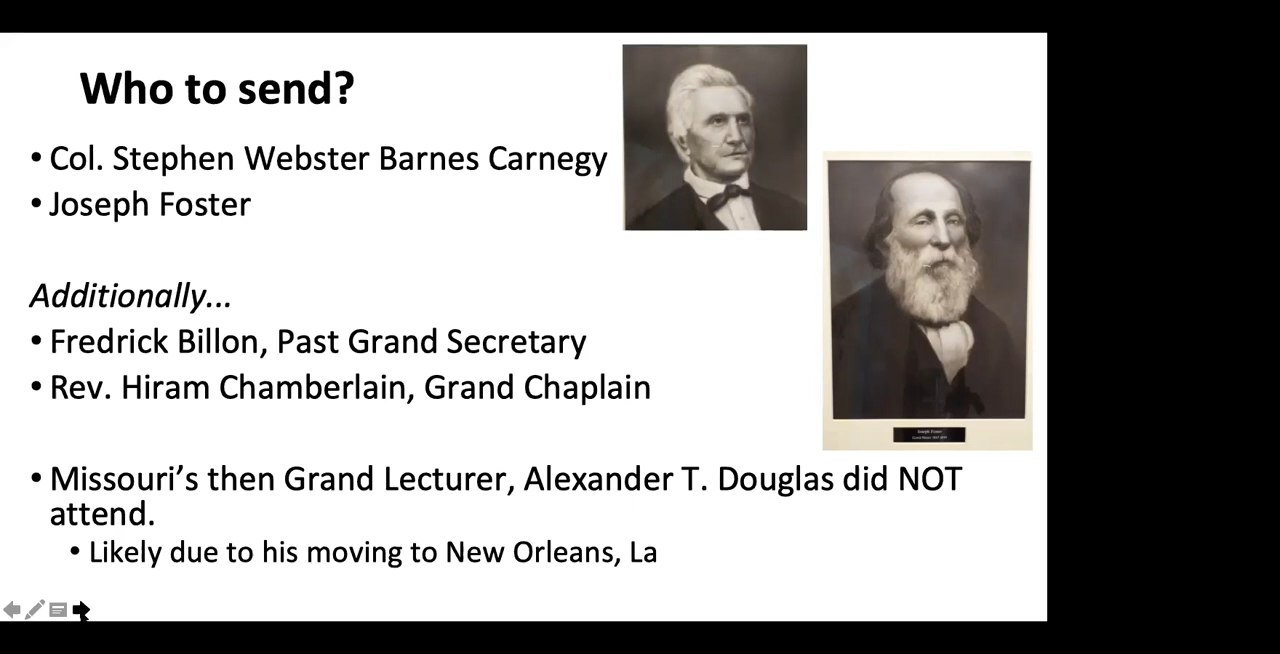 Who to send?
• Col. Stephen Webster Barnes Carnegy
• Joseph Foster
Additionally...
• Fredrick Billon, Past Grand Secretary
• Rev. Hiram Chamberlain, Grand Chaplain
• Missouri’s then Grand Lecturer, Alexander T. Douglas did NOT
attend.
• Likely due to his moving to New Orleans, La
Joseph Foster